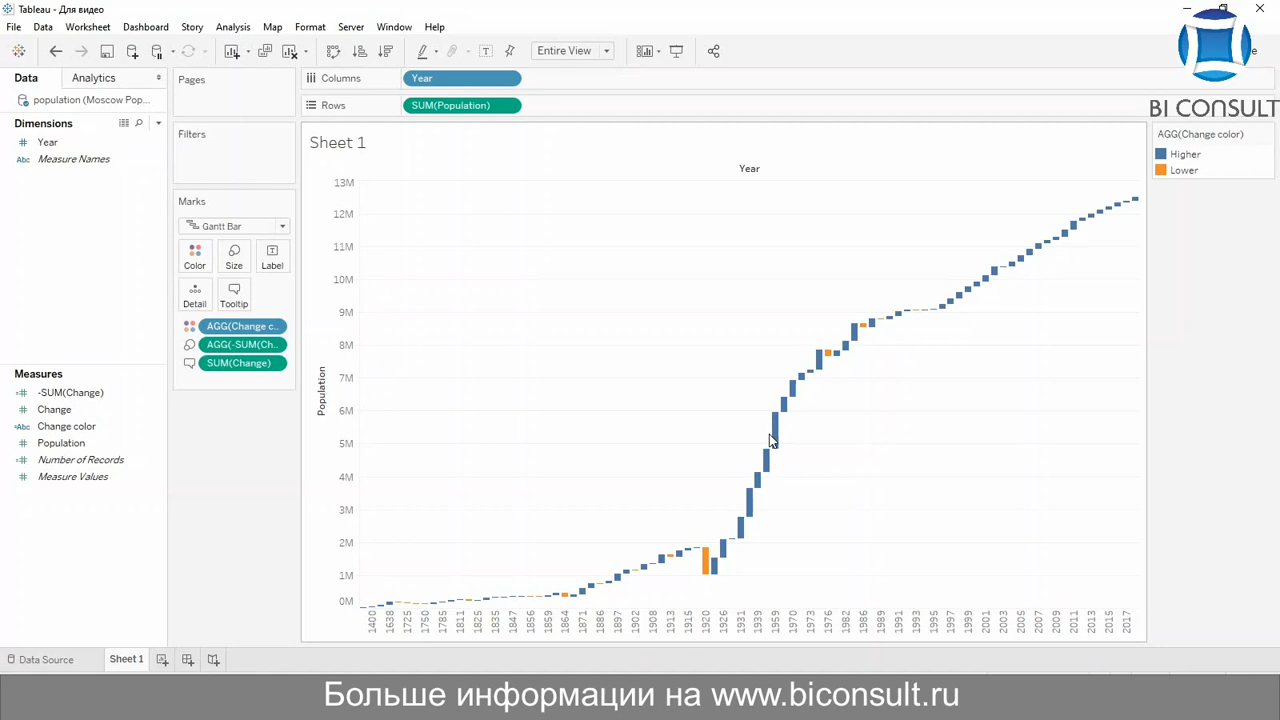 Tableau - Для видео
File Data Worksheet Dashboard Story Analysis Map Format Server Window Help
Entire View
BI CONSULT
Data Analytics
population (Moscow Pop...
Dimensions
Year
Abc Measure Names
Measures
-SUM(Change)
Change
=Abc Change color
Population
Number of Records
Measure Values
Pages
Filters
Marks
Gantt Bar
Color Size Label
Detail Tooltip
AGG(Change c..
AGG(-SUM(Ch..
SUM(Change)
Columns Year
Rows SUM(Population)
Sheet 1
Year
Population
13M
12M
11M
10M
9M
8M
7M
6M
5M
4M
3M
2M
1M
0M
1400 1638 1725 1750 1785 1811 1825 1835 1847 1856 1859 1864 1871 1886 1897 1902 1908 1913 1915 1920 1926 1931 1939 1959 1970 1973 1976 1982 1986 1989 1991 1993 1995 1997 1999 2001 2003 2005 2007 2009 2011 2013 2015 2017
AGG(Change color)
Higher
Lower
Data Source Sheet 1
Больше информации на www.biconsult.ru